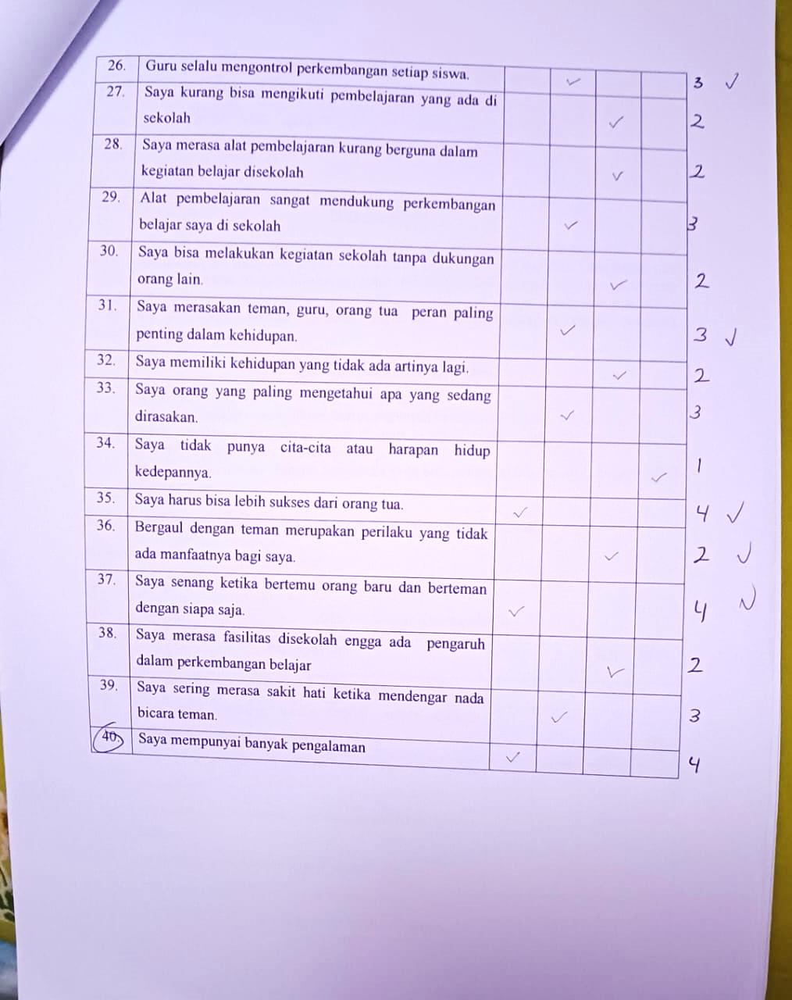 26. Guru selalu mengontrol perkembangan setiap siswa. ✓ 3 ✓
27. Saya kurang bisa mengikuti pembelajaran yang ada di
sekolah ✓ 2
28. Saya merasa alat pembelajaran kurang berguna dalam
kegiatan belajar disekolah ✓ 2
29. Alat pembelajaran sangat mendukung perkembangan
belajar saya di sekolah ✓ 3
30. Saya bisa melakukan kegiatan sekolah tanpa dukungan
orang lain. ✓ 2
31. Saya merasakan teman, guru, orang tua peran paling
penting dalam kehidupan. ✓ 3 ✓
32. Saya memiliki kehidupan yang tidak ada artinya lagi. ✓ 2
33. Saya orang yang paling mengetahui apa yang sedang
dirasakan. ✓ 3
34. Saya tidak punya cita-cita atau harapan hidup
kedepannya. ✓ 1
35. Saya harus bisa lebih sukses dari orang tua. ✓ 4 ✓
36. Bergaul dengan teman merupakan perilaku yang tidak
ada manfaatnya bagi saya. ✓ 2 ✓
37. Saya senang ketika bertemu orang baru dan berteman
dengan siapa saja. ✓ 4 ✓
38. Saya merasa fasilitas disekolah engga ada pengaruh
dalam perkembangan belajar ✓ 2
39. Saya sering merasa sakit hati ketika mendengar nada
bicara teman. ✓ 3
40. Saya mempunyai banyak pengalaman ✓ 4